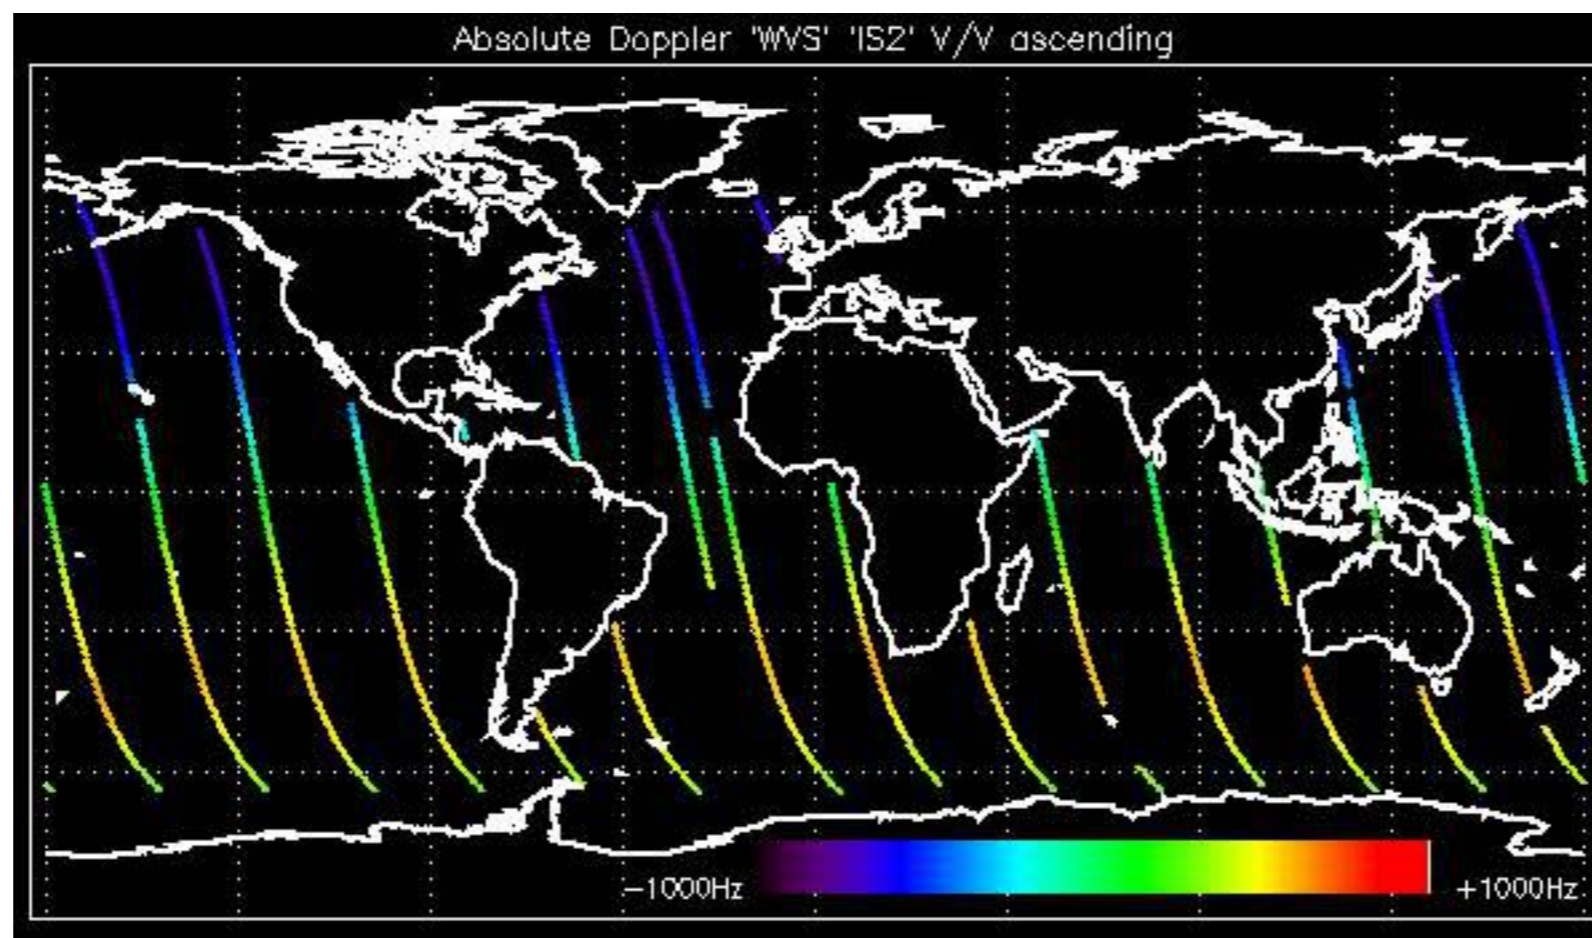 Absolute Doppler 'WVS' 'IS2' V/V ascending
-1000Hz +1000Hz